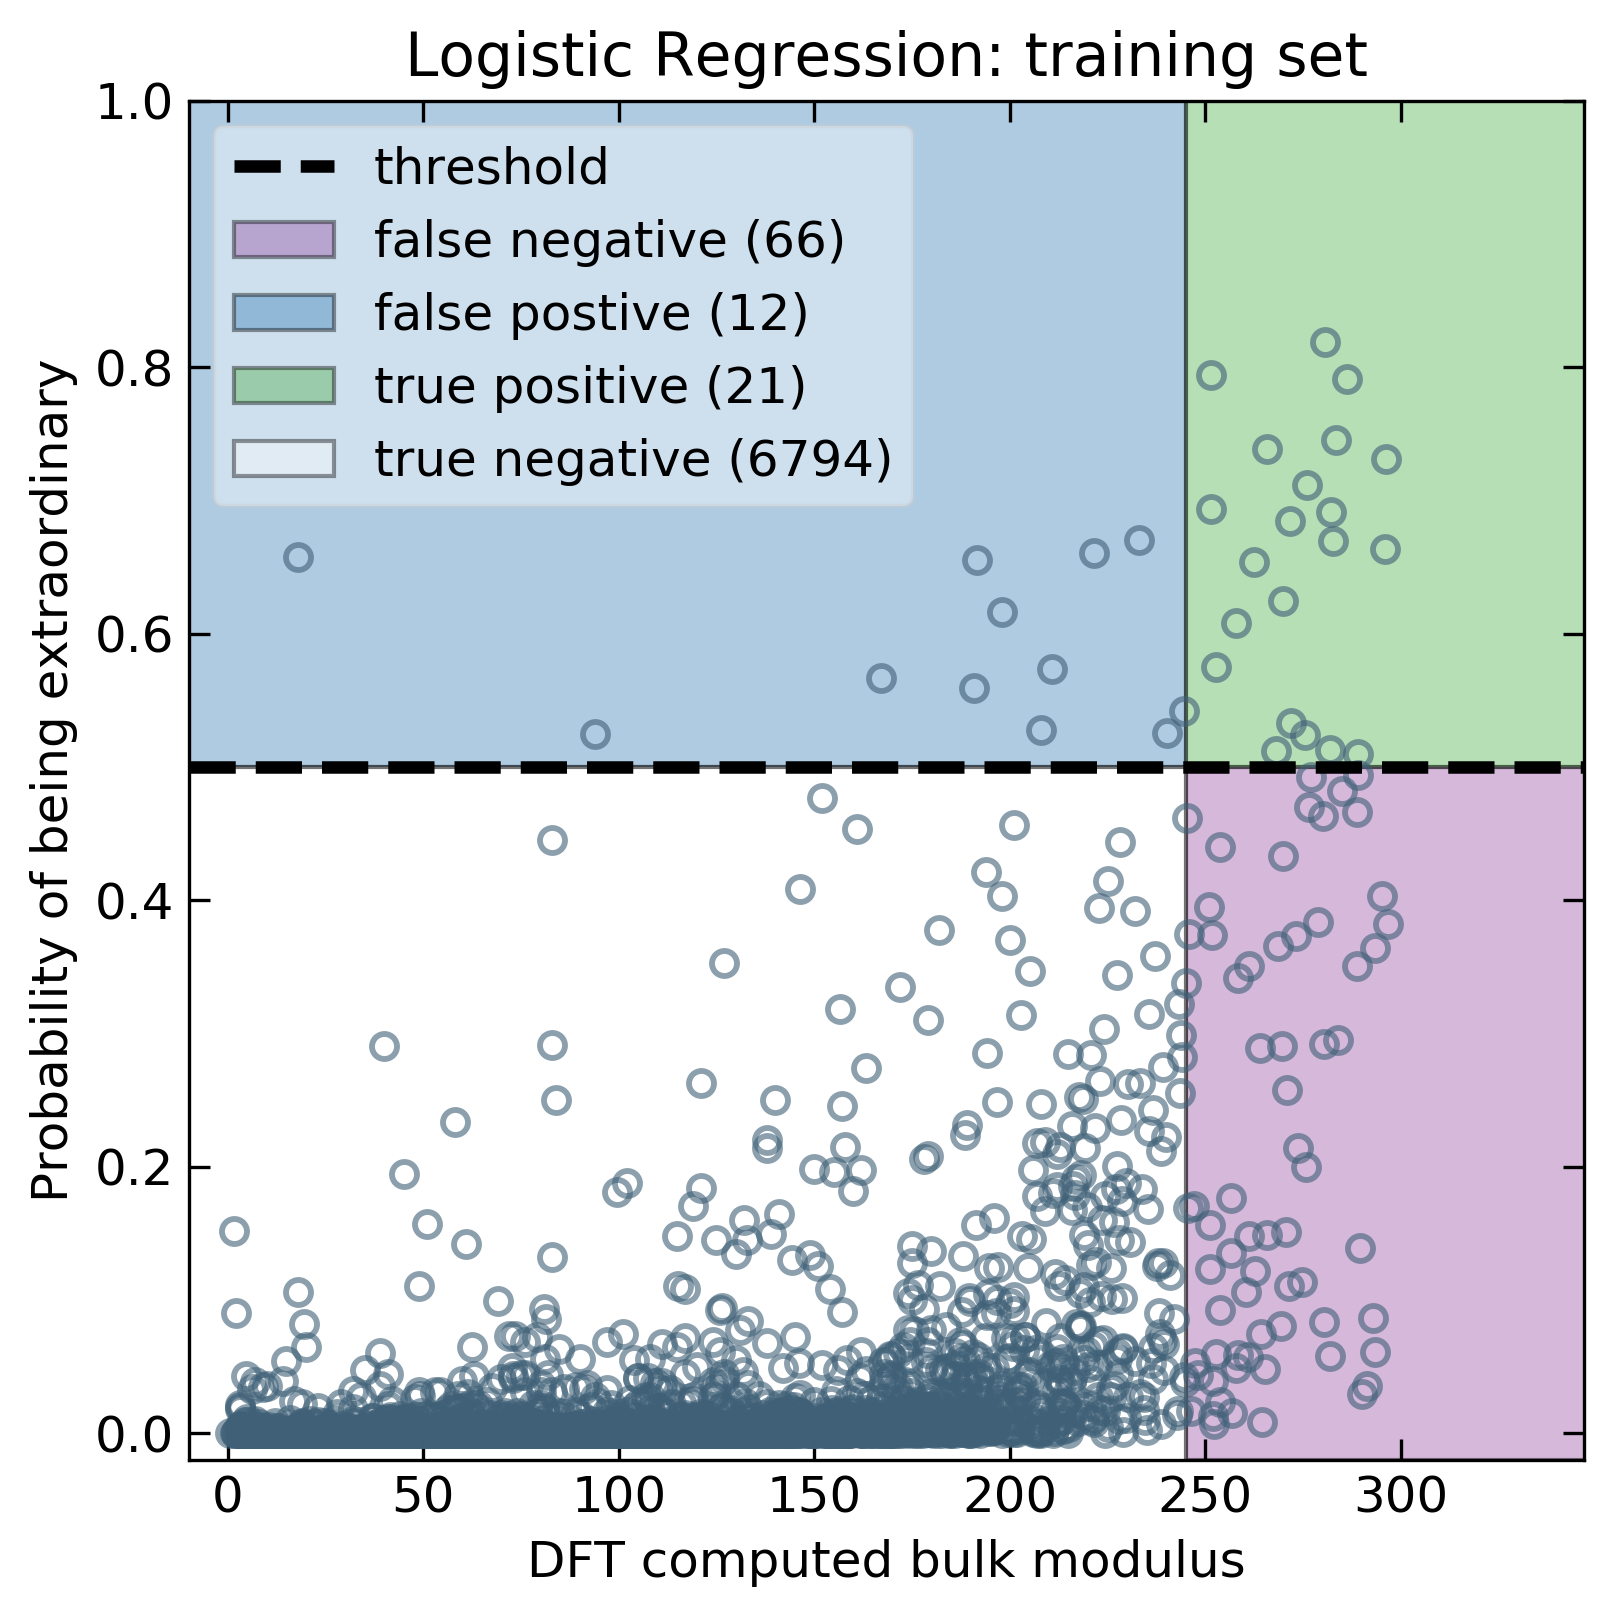 Logistic Regression: training set
1.0
0.8
0.6
0.4
0.2
0.0
Probability of being extraordinary
threshold
false negative (66)
false postive (12)
true positive (21)
true negative (6794)
0 50 100 150 200 250 300
DFT computed bulk modulus